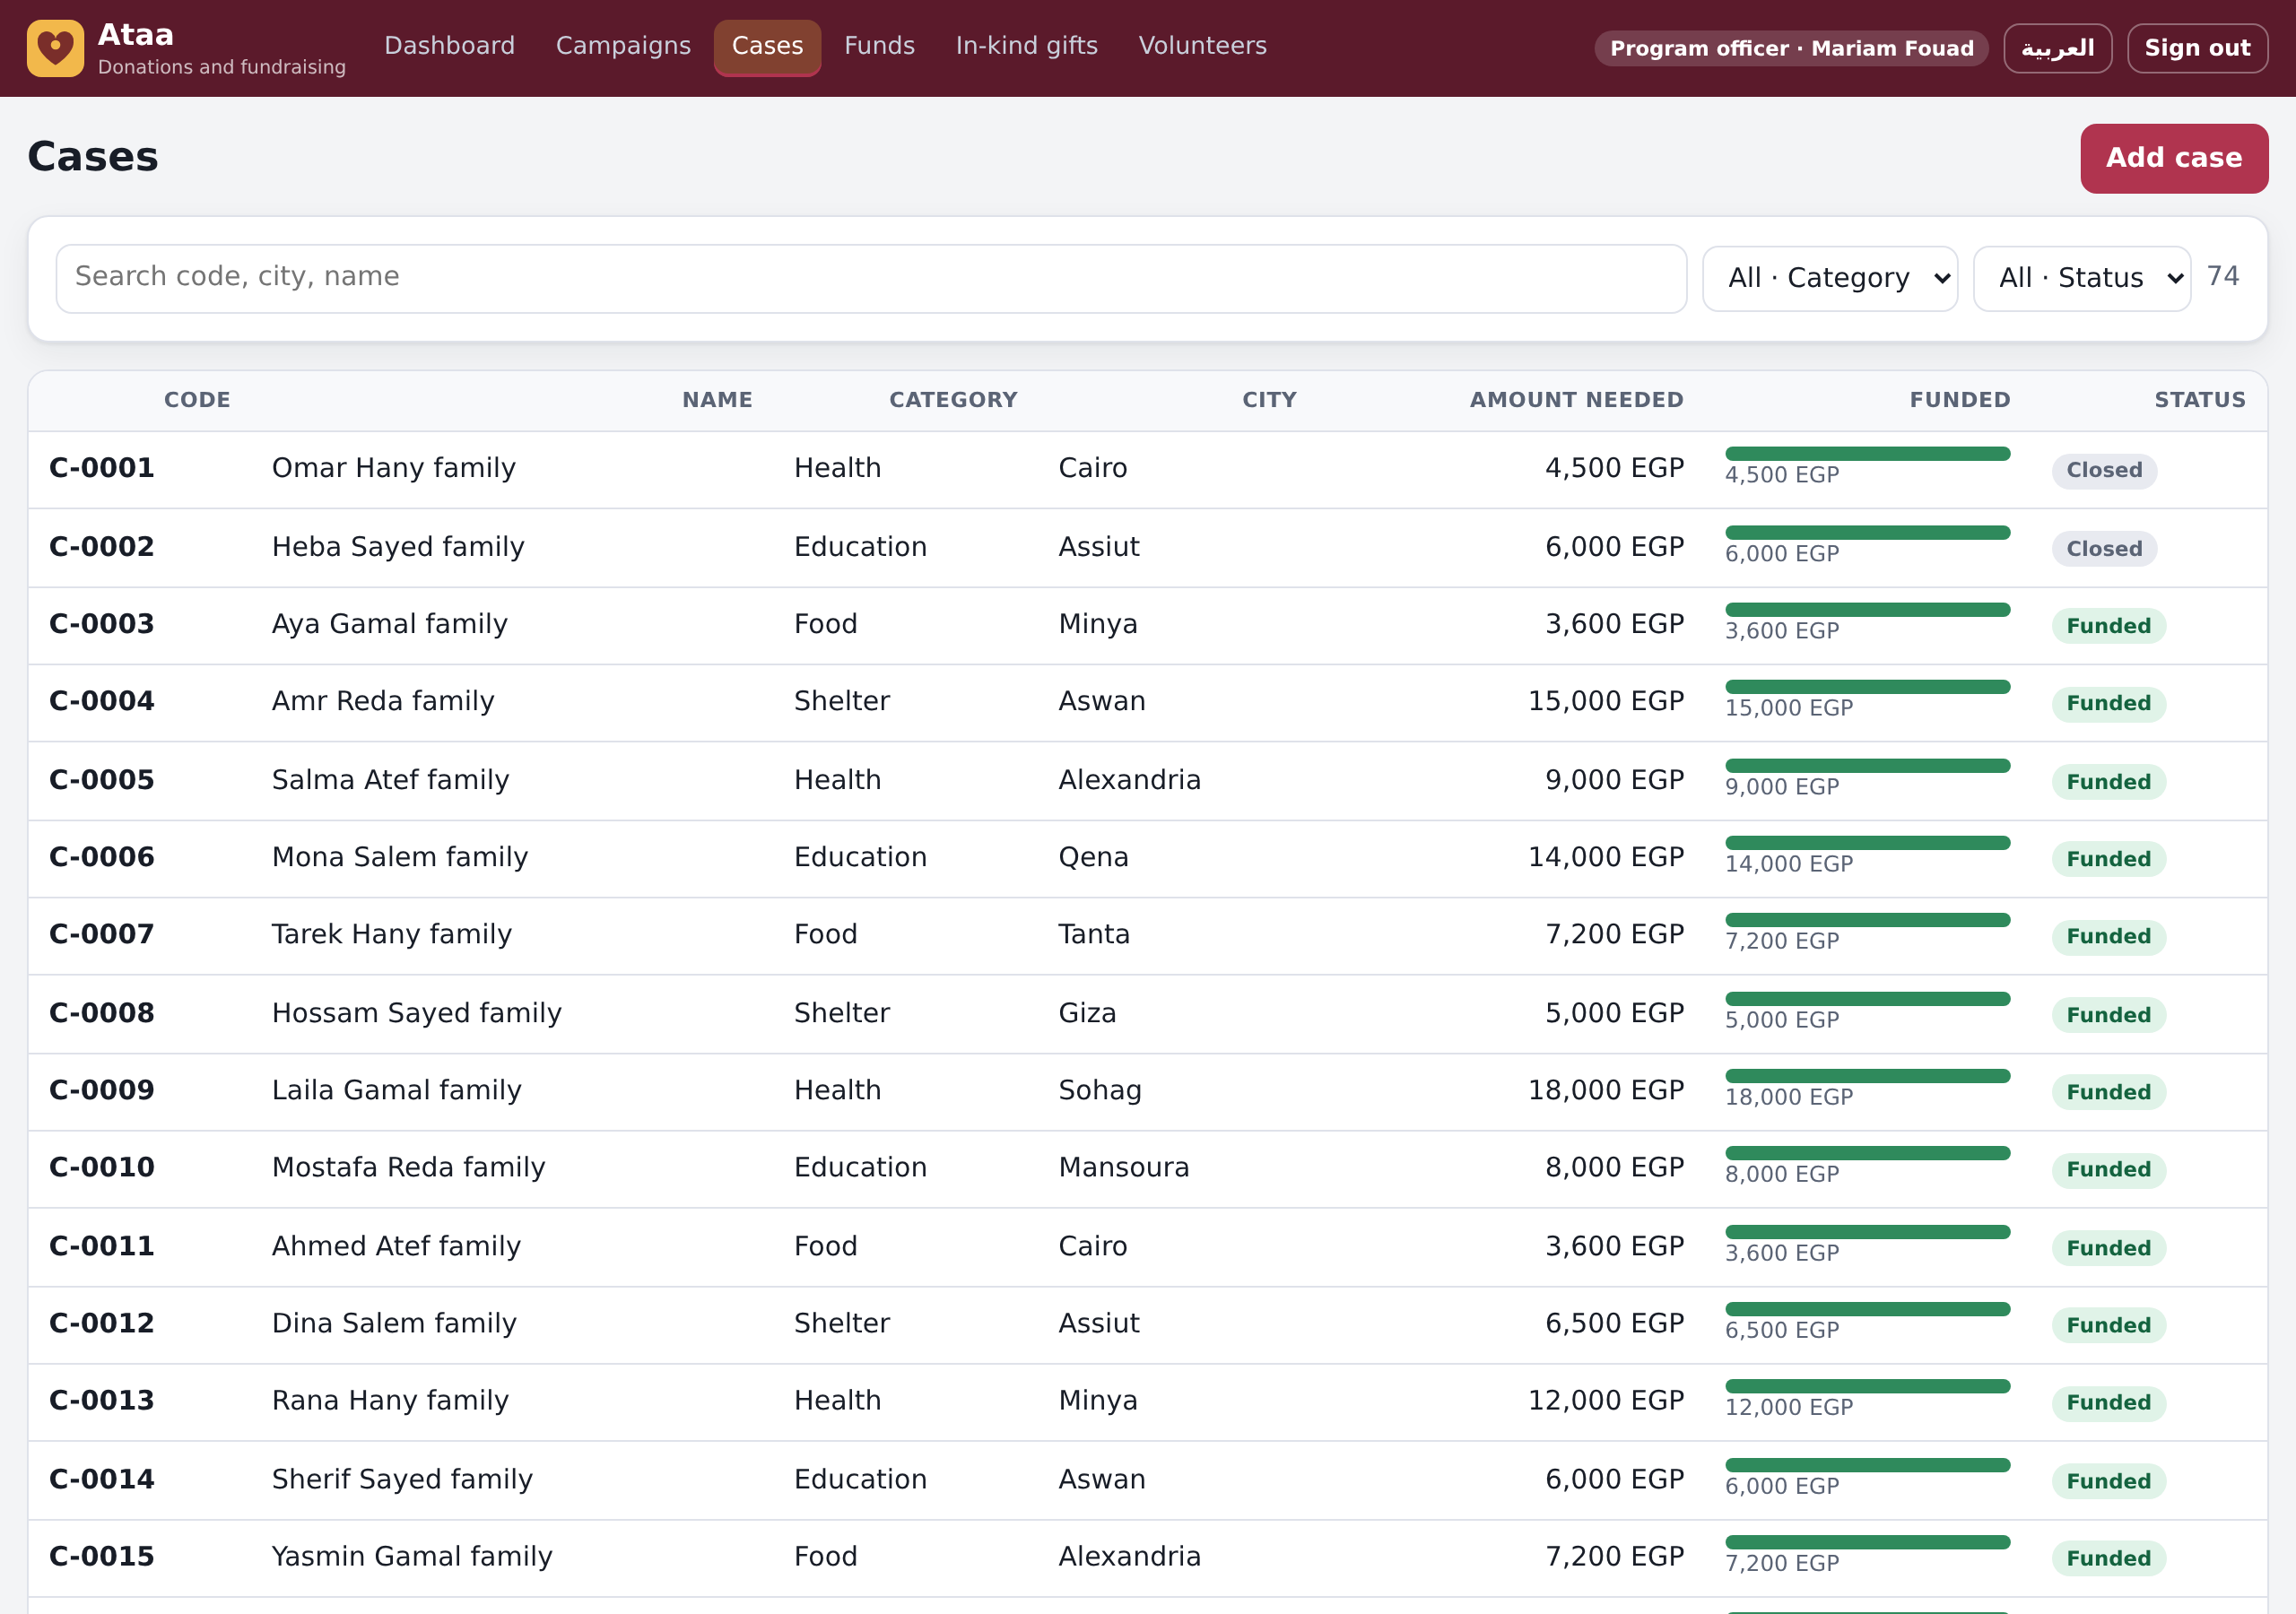 Ataa
Donations and fundraising
Dashboard Campaigns Cases Funds In-kind gifts Volunteers
Program officer · Mariam Fouad العربية Sign out
Cases
Add case
Search code, city, name All · Category All · Status 74
CODE NAME CATEGORY CITY AMOUNT NEEDED FUNDED STATUS
C-0001 Omar Hany family Health Cairo 4,500 EGP 4,500 EGP Closed
C-0002 Heba Sayed family Education Assiut 6,000 EGP 6,000 EGP Closed
C-0003 Aya Gamal family Food Minya 3,600 EGP 3,600 EGP Funded
C-0004 Amr Reda family Shelter Aswan 15,000 EGP 15,000 EGP Funded
C-0005 Salma Atef family Health Alexandria 9,000 EGP 9,000 EGP Funded
C-0006 Mona Salem family Education Qena 14,000 EGP 14,000 EGP Funded
C-0007 Tarek Hany family Food Tanta 7,200 EGP 7,200 EGP Funded
C-0008 Hossam Sayed family Shelter Giza 5,000 EGP 5,000 EGP Funded
C-0009 Laila Gamal family Health Sohag 18,000 EGP 18,000 EGP Funded
C-0010 Mostafa Reda family Education Mansoura 8,000 EGP 8,000 EGP Funded
C-0011 Ahmed Atef family Food Cairo 3,600 EGP 3,600 EGP Funded
C-0012 Dina Salem family Shelter Assiut 6,500 EGP 6,500 EGP Funded
C-0013 Rana Hany family Health Minya 12,000 EGP 12,000 EGP Funded
C-0014 Sherif Sayed family Education Aswan 6,000 EGP 6,000 EGP Funded
C-0015 Yasmin Gamal family Food Alexandria 7,200 EGP 7,200 EGP Funded